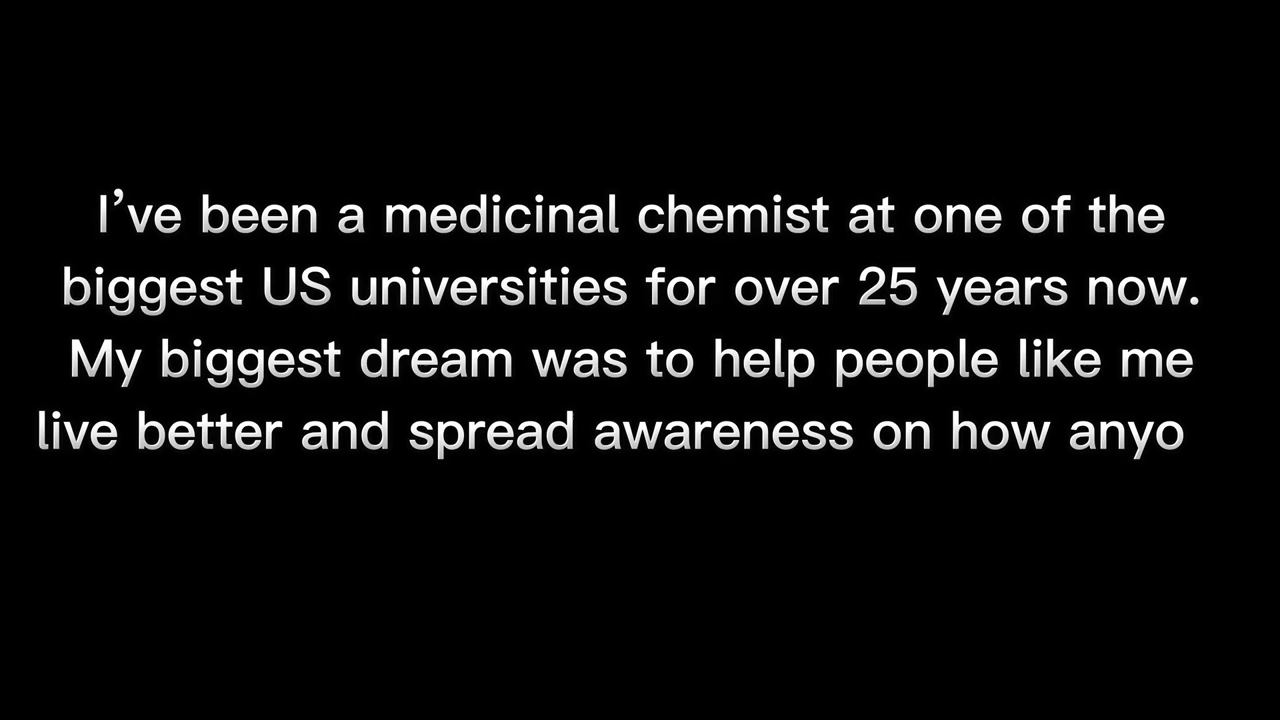 I’ve been a medicinal chemist at one of the
biggest US universities for over 25 years now.
My biggest dream was to help people like me
live better and spread awareness on how anyo